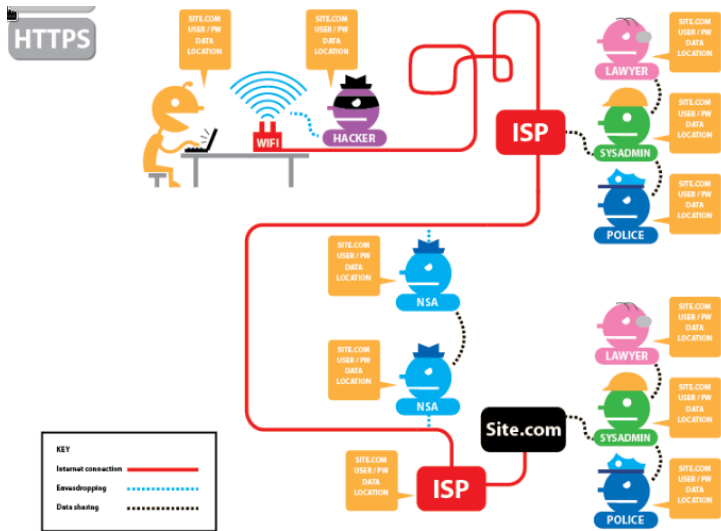 HTTPS
SITE.COM
USER / PW
DATA
LOCATION
SITE.COM
USER / PW
DATA
LOCATION
WIFI
HACKER
ISP
SITE.COM
USER / PW
DATA
LOCATION
LAWYER
SITE.COM
USER / PW
DATA
LOCATION
SYSADMIN
SITE.COM
USER / PW
DATA
LOCATION
POLICE
SITE.COM
USER / PW
DATA
LOCATION
NSA
SITE.COM
USER / PW
DATA
LOCATION
NSA
SITE.COM
USER / PW
DATA
LOCATION
ISP
Site.com
SITE.COM
USER / PW
DATA
LOCATION
LAWYER
SITE.COM
USER / PW
DATA
LOCATION
SYSADMIN
SITE.COM
USER / PW
DATA
LOCATION
POLICE
KEY
Internet connection
Eavesdropping
Data sharing